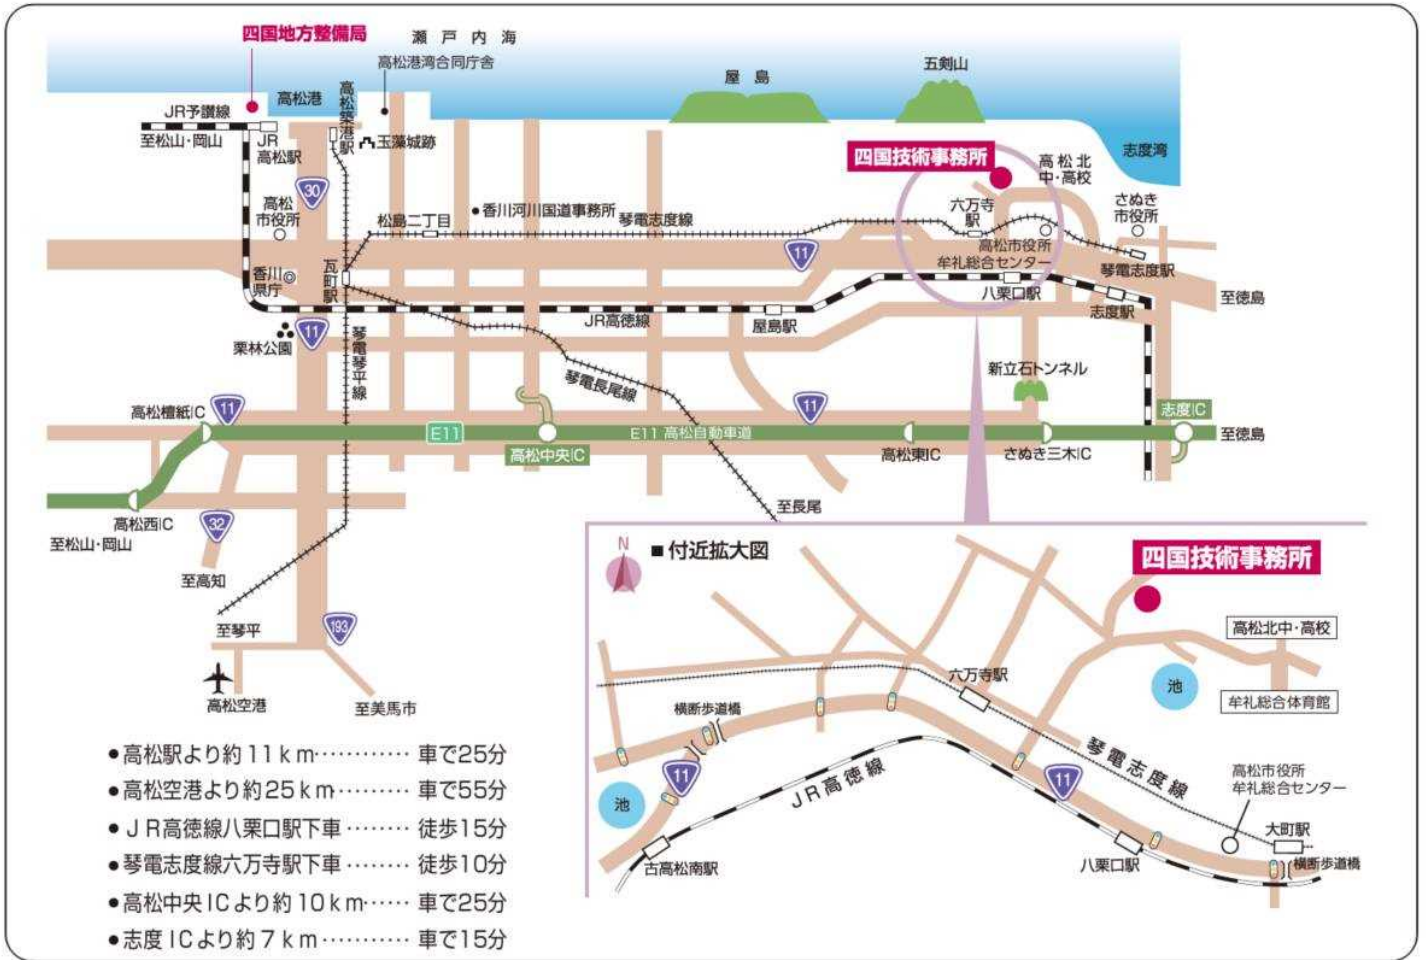 四国地方整備局
瀬戸内海
高松港湾合同庁舎
屋島
五剣山
高松港
高松築港駅
JR予讃線
至松山・岡山
JR
高松駅
玉藻城跡
志度湾
四国技術事務所
高松北
中・高校
30
高松
市役所
松島二丁目
香川河川国道事務所
琴電志度線
六万寺
駅
さぬき
市役所
11
高松市役所
牟礼総合センター
琴電志度駅
香川
県庁
瓦町駅
八栗口駅
至徳島
志度駅
JR高徳線
屋島駅
栗林公園
11
琴電琴平線
琴電長尾線
新立石トンネル
高松檀紙IC
11
11
志度IC
E11
E11 高松自動車道
至徳島
高松中央IC
高松東IC
さぬき三木IC
高松西IC
32
至長尾
至松山・岡山
至高知
至琴平
193
高松空港
至美馬市
N
■付近拡大図
四国技術事務所
高松北中・高校
六万寺駅
池
牟礼総合体育館
横断歩道橋
琴電志度線
11
JR高徳線
11
高松市役所
牟礼総合センター
池
大町駅
古高松南駅
八栗口駅
横断歩道橋
●高松駅より約11km………… 車で25分
●高松空港より約25km……… 車で55分
●JR高徳線八栗口駅下車……… 徒歩15分
●琴電志度線六万寺駅下車……… 徒歩10分
●高松中央ICより約10km…… 車で25分
●志度ICより約7km………… 車で15分